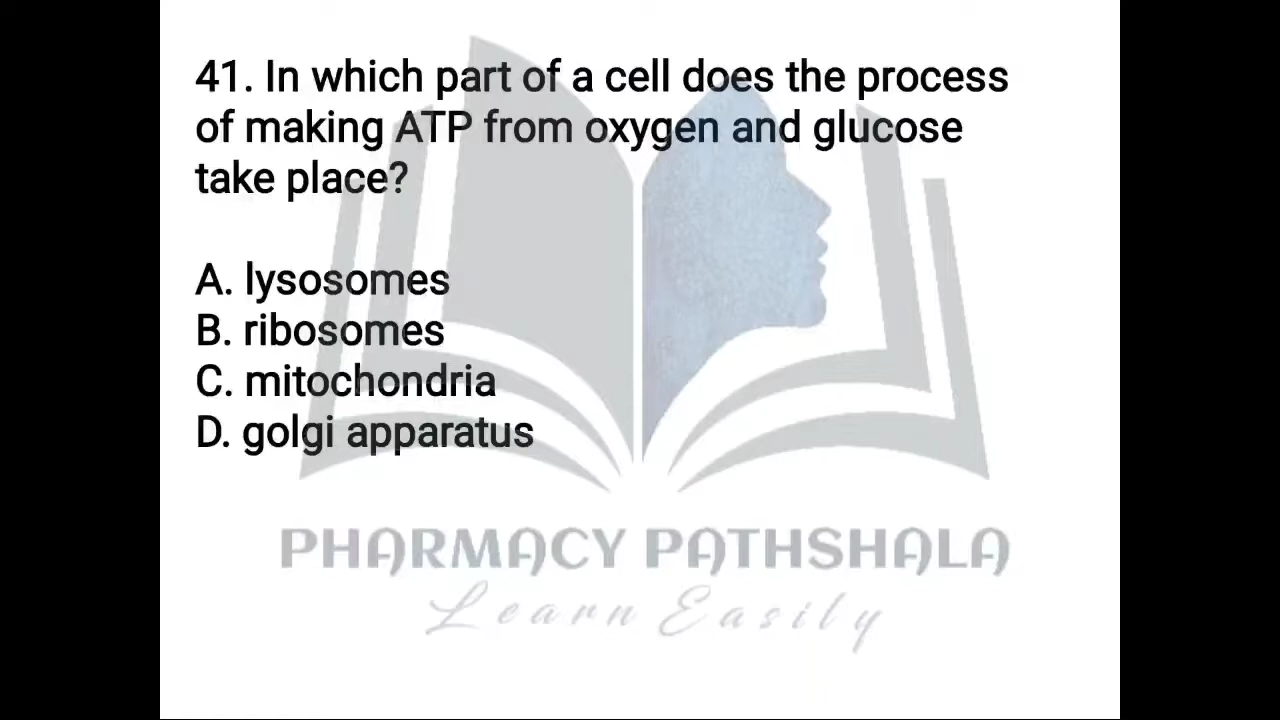 41. In which part of a cell does the process
of making ATP from oxygen and glucose
take place?
A. lysosomes
B. ribosomes
C. mitochondria
D. golgi apparatus
PHARMACY PATHSHALA
Learn Easily